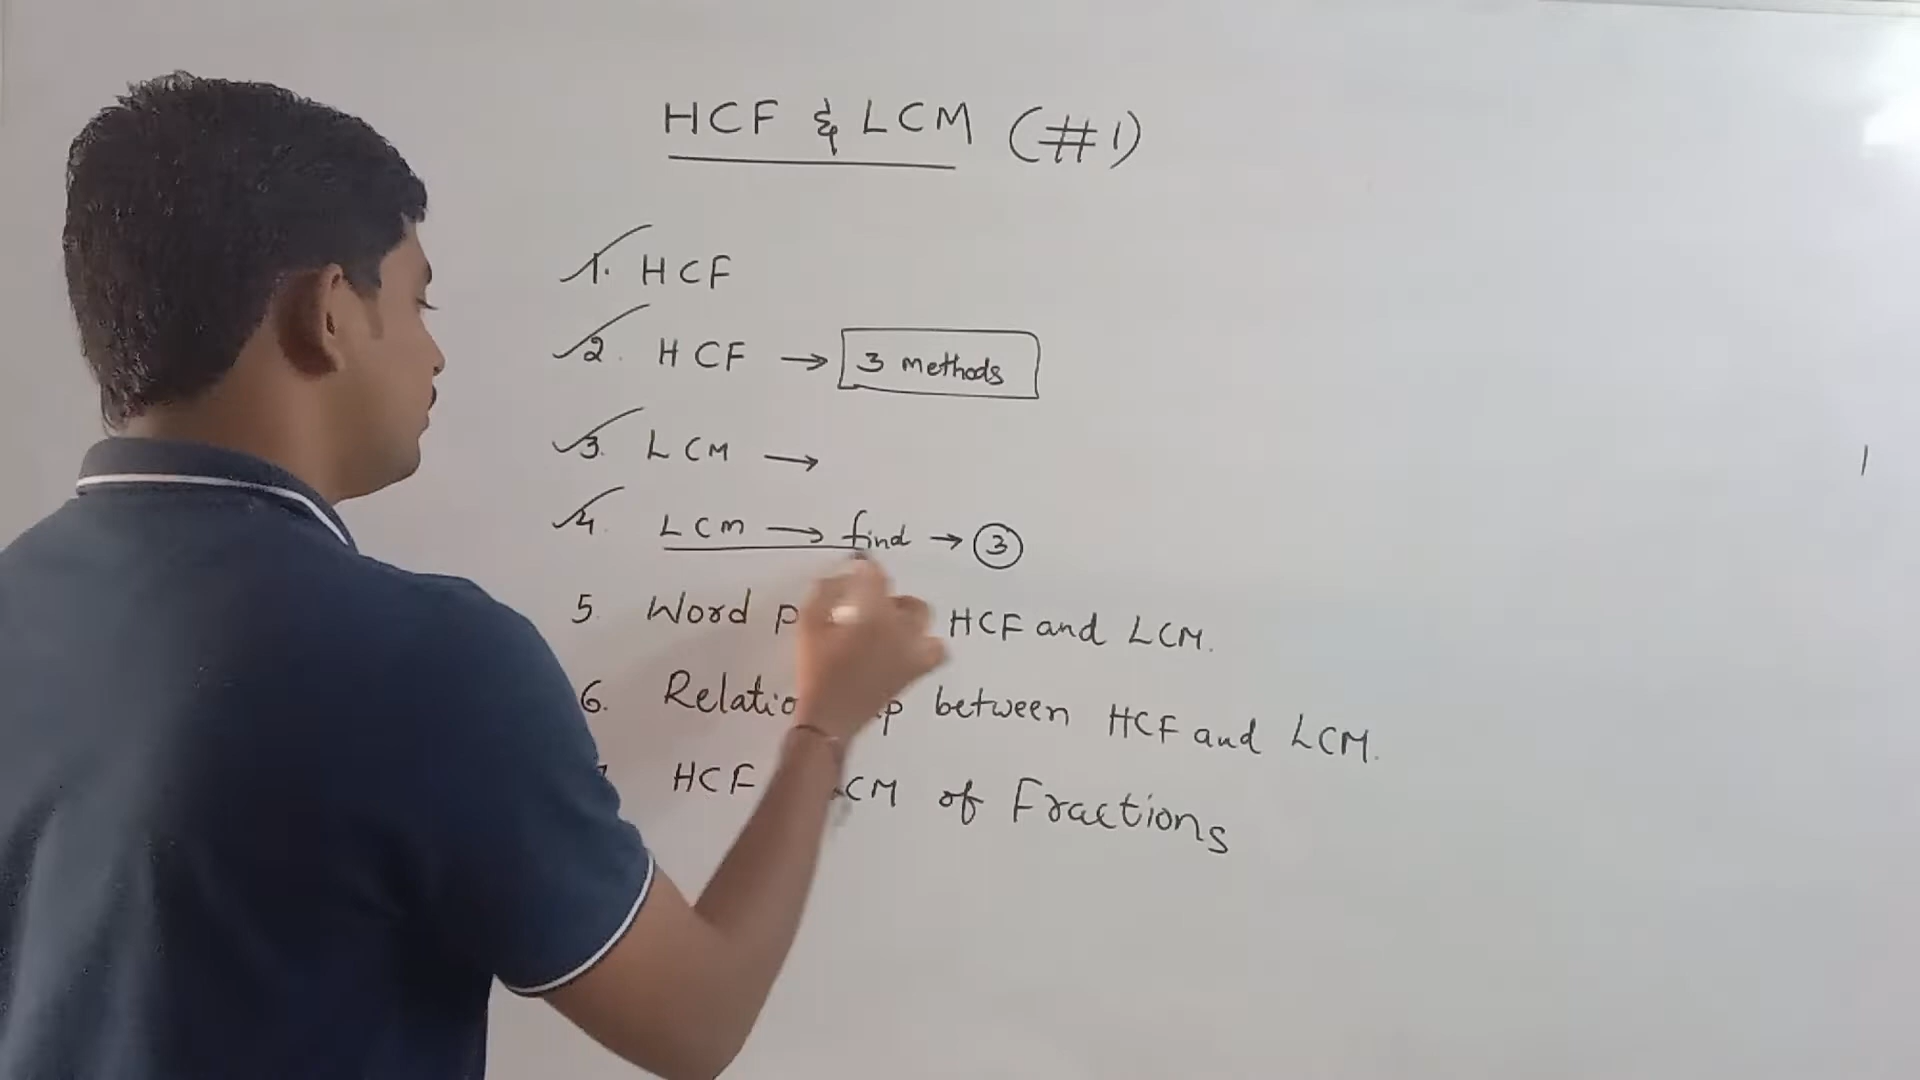 HCF & LCM (#1)
1. HCF
2. HCF → 3 methods
3. LCM →
4. LCM → find → 3
5. Word HCF and LCM.
6. between HCF and LCM.
HCF LCM of Fractions